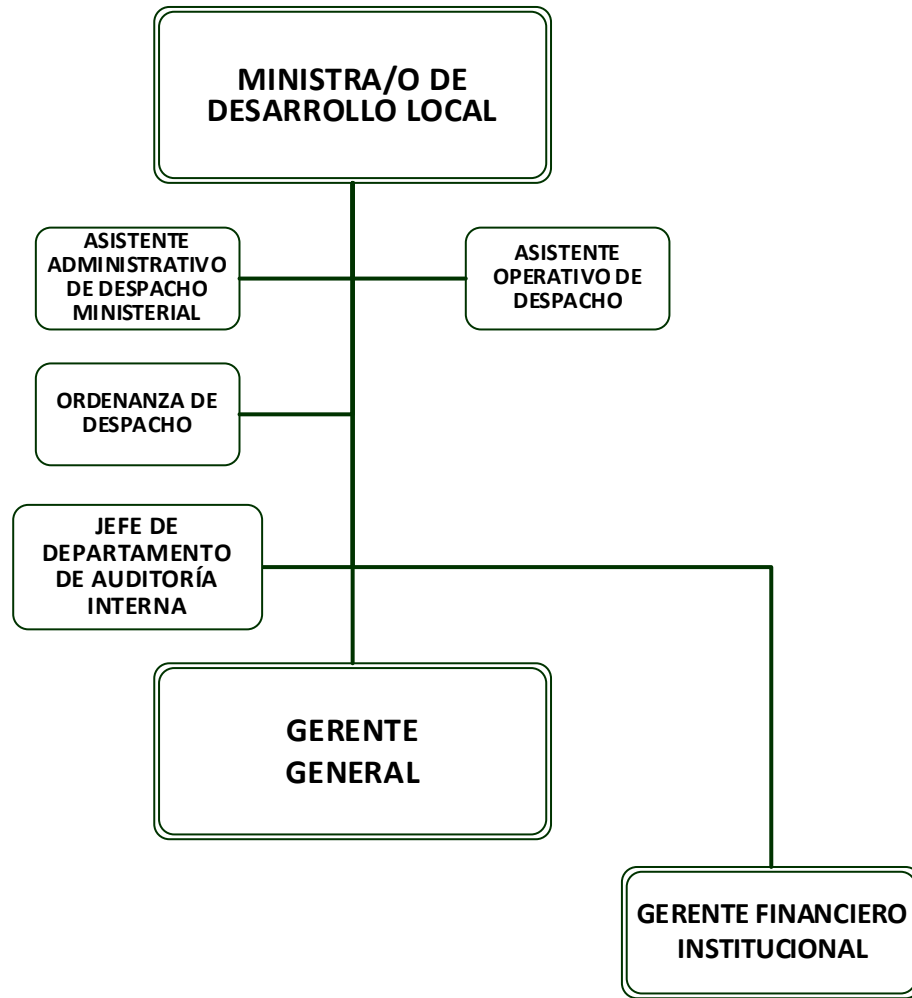 MINISTRA/O DE
DESARROLLO LOCAL
ASISTENTE
ADMINISTRATIVO
DE DESPACHO
MINISTERIAL
ASISTENTE
OPERATIVO DE
DESPACHO
ORDENANZA DE
DESPACHO
JEFE DE
DEPARTAMENTO
DE AUDITORÍA
INTERNA
GERENTE
GENERAL
GERENTE FINANCIERO
INSTITUCIONAL